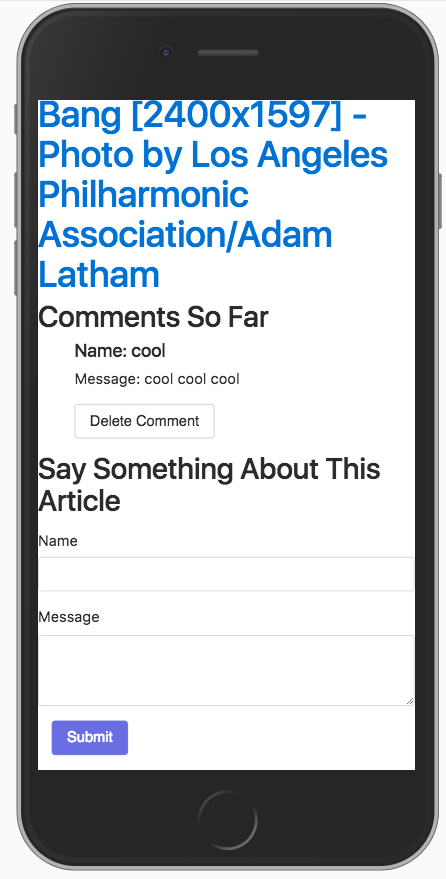 Bang [2400x1597] -
Photo by Los Angeles
Philharmonic
Association/Adam
Latham
Comments So Far
Name: cool
Message: cool cool cool
Delete Comment
Say Something About This
Article
Name
Message
Submit